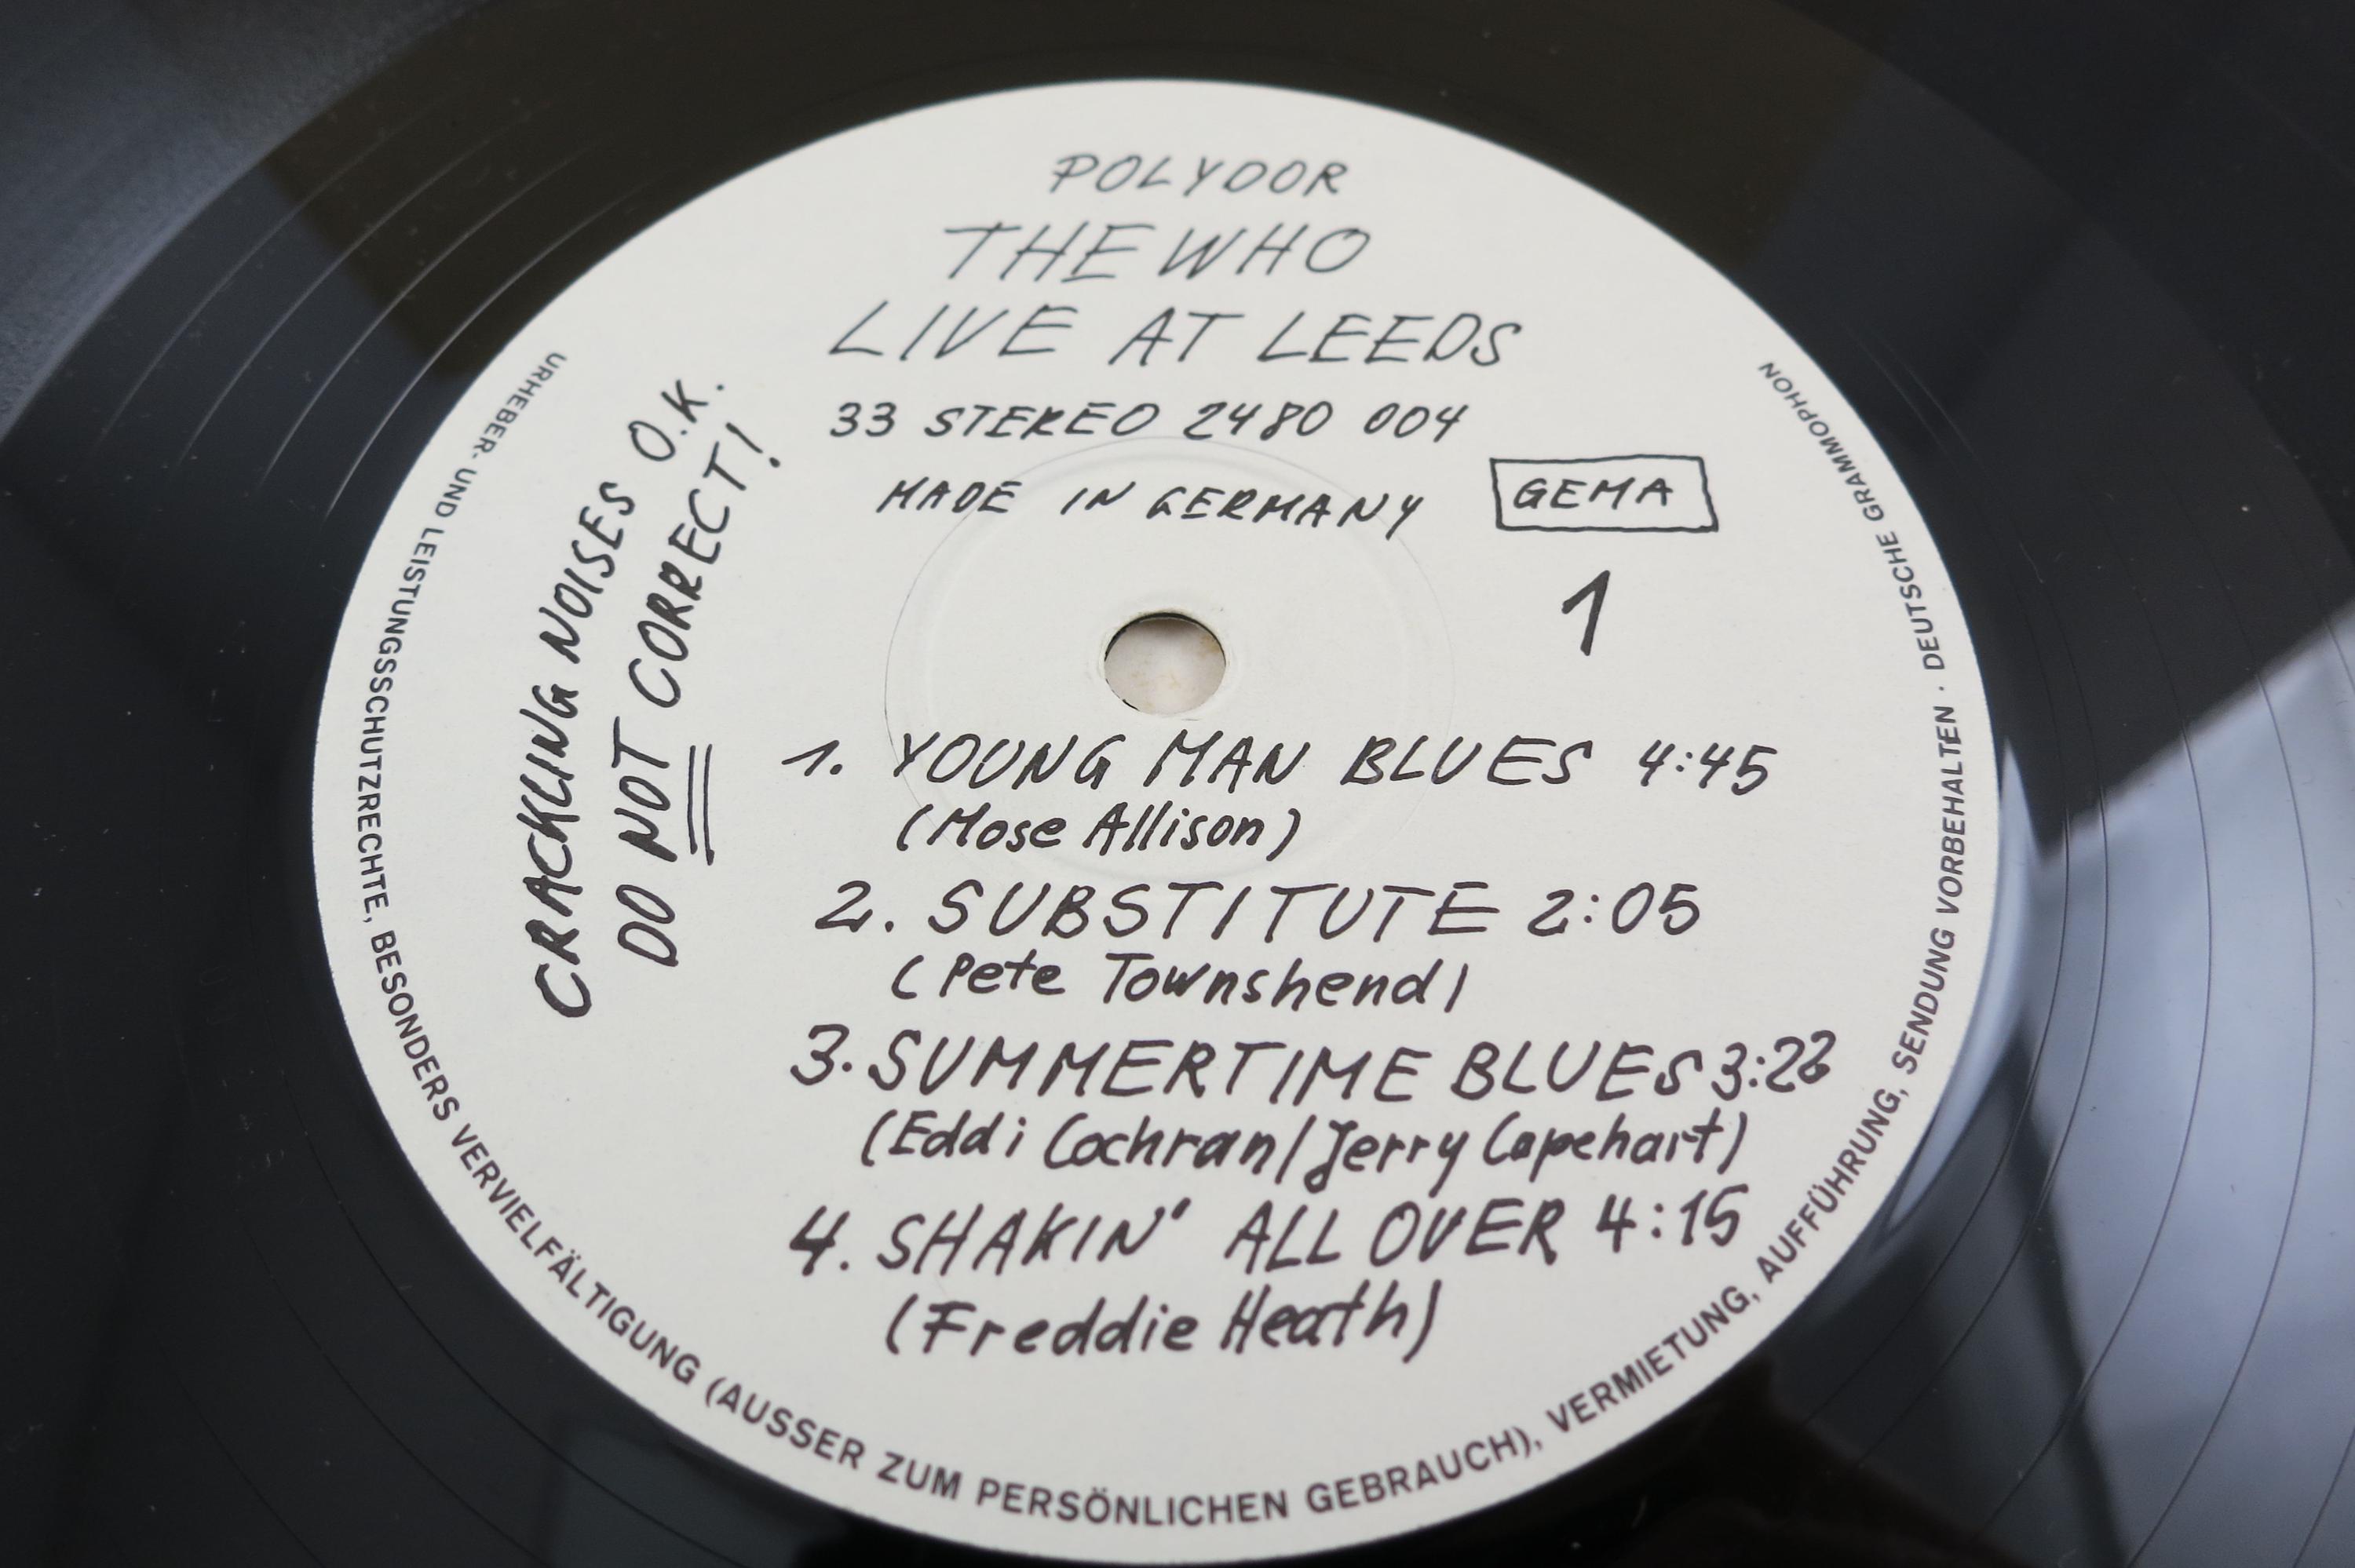 POLYDOR
THE WHO
LIVE AT LEEDS
33 STEREO 2480 004
MADE IN GERMANY
GEMA
1
CRACKLING NOISES O.K.
DO NOT CORRECT!
1. YOUNG MAN BLUES 4:45
(Mose Allison)
2. SUBSTITUTE 2:05
(Pete Townshend)
3. SUMMERTIME BLUES 3:22
(Eddi Cochran/Jerry Capehart)
4. SHAKIN' ALL OVER 4:15
(Freddie Heath)
URHEBER- UND LEISTUNGSSCHUTZRECHTE, BESONDERS VERVIELFÄLTIGUNG (AUSSER ZUM PERSÖNLICHEN GEBRAUCH), VERMIETUNG, AUFFÜHRUNG, SENDUNG VORBEHALTEN · DEUTSCHE GRAMMOPHON